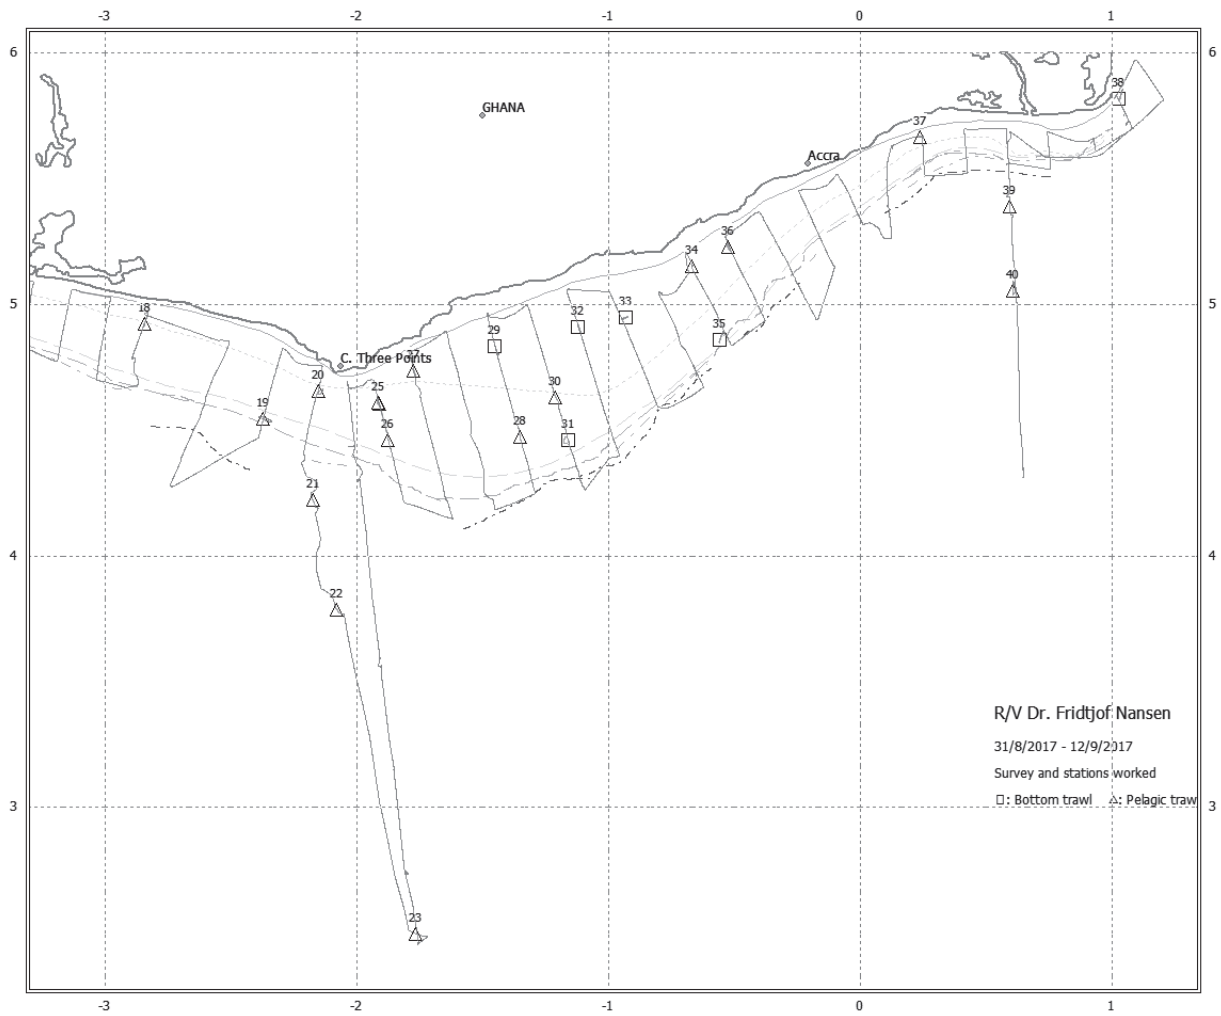 -3 -2 -1 0 1
6 6
38
GHANA
37
Accra
39
36
34
40
5 5
18
33
32
35
29
C. Three Points
27
20
25
30
19
26
28
31
21
4 4
22
R/V Dr. Fridtjof Nansen
31/8/2017 - 12/9/2017
Survey and stations worked
□: Bottom trawl △: Pelagic traw
3 3
23
-3 -2 -1 0 1